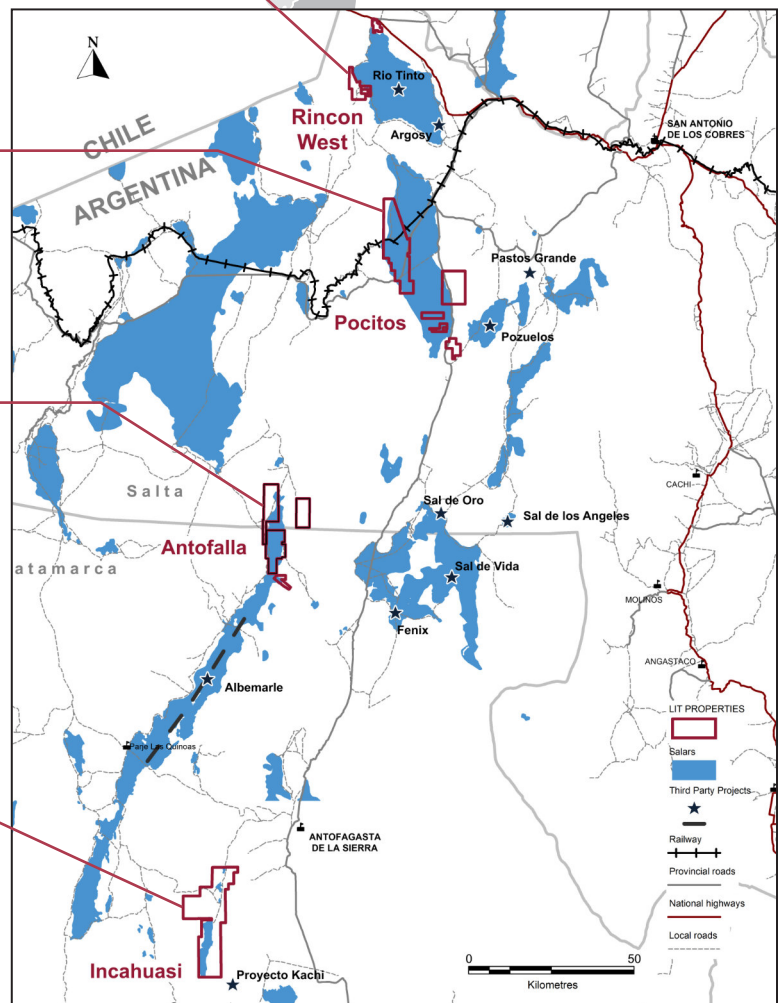 N
CHILE
ARGENTINA
Rio Tinto
Rincon
West
Argosy
SAN ANTONIO
DE LOS COBRES
Pastos Grande
Pocitos
Pozuelos
Salta
CACHI
Sal de Oro
Sal de los Angeles
Antofalla
atamarca
Sal de Vida
MOLINOS
Fenix
ANGASTACO
Albemarle
Parje Las Quinoas
ANTOFAGASTA
DE LA SIERRA
LIT PROPERTIES
Salars
Third Party Projects
Railway
Provincial roads
National highways
Local roads
Incahuasi
Proyecto Kachi
0 50
Kilometres